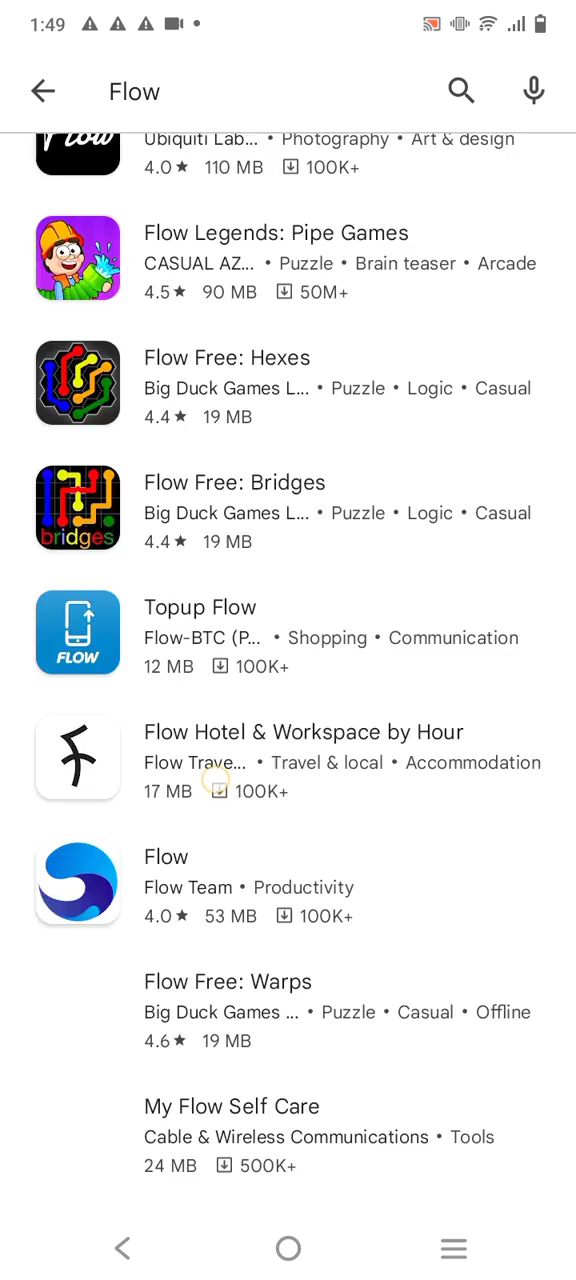 1:49
Flow
Flow
Ubiquiti Lab... • Photography • Art & design
4.0★ 110 MB 100K+
Flow Legends: Pipe Games
CASUAL AZ... • Puzzle • Brain teaser • Arcade
4.5★ 90 MB 50M+
Flow Free: Hexes
Big Duck Games L... • Puzzle • Logic • Casual
4.4★ 19 MB
Flow Free: Bridges
Big Duck Games L... • Puzzle • Logic • Casual
bridges
4.4★ 19 MB
Topup Flow
Flow-BTC (P... • Shopping • Communication
FLOW
12 MB 100K+
Flow Hotel & Workspace by Hour
Flow Trave... • Travel & local • Accommodation
17 MB 100K+
Flow
Flow Team • Productivity
4.0★ 53 MB 100K+
Flow Free: Warps
Big Duck Games ... • Puzzle • Casual • Offline
4.6★ 19 MB
My Flow Self Care
Cable & Wireless Communications • Tools
24 MB 500K+